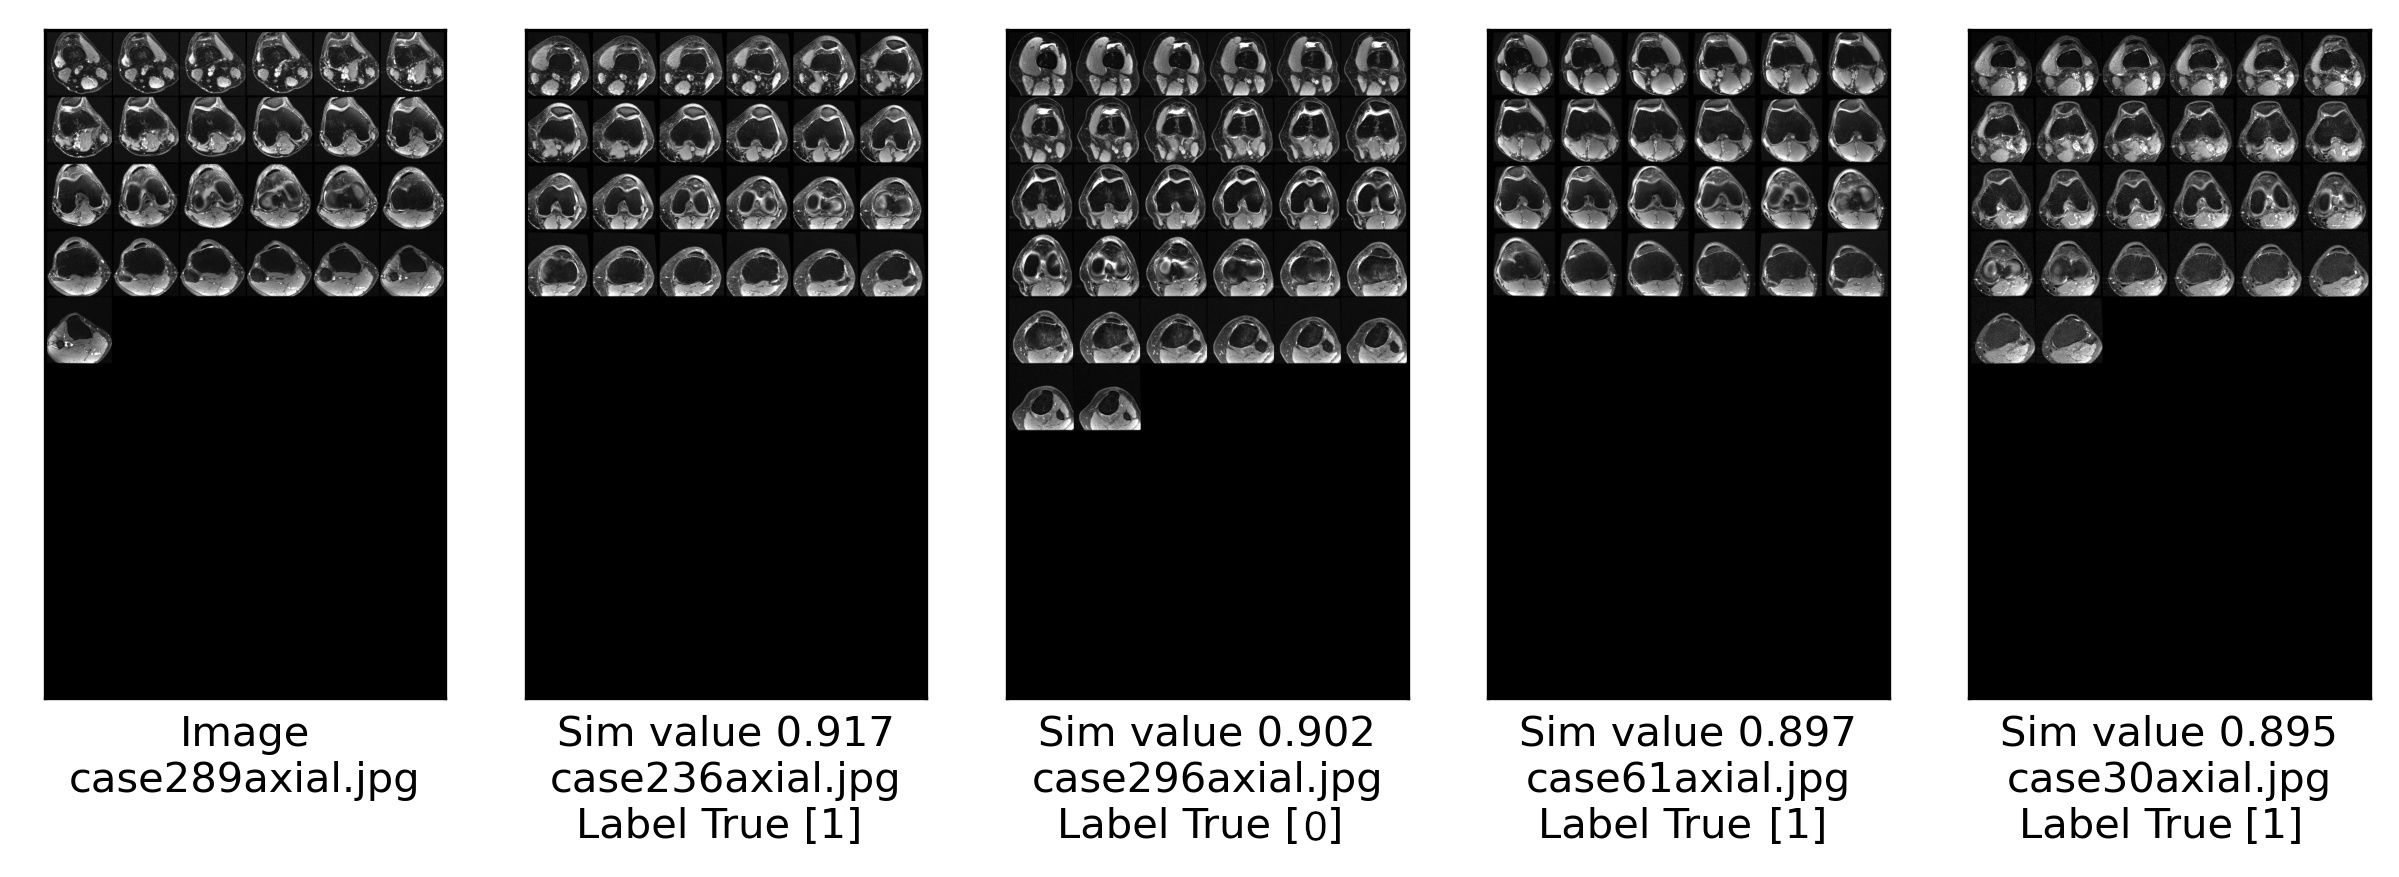 Image
case289axial.jpg
Sim value 0.917
case236axial.jpg
Label True [1]
Sim value 0.902
case296axial.jpg
Label True [0]
Sim value 0.897
case61axial.jpg
Label True [1]
Sim value 0.895
case30axial.jpg
Label True [1]